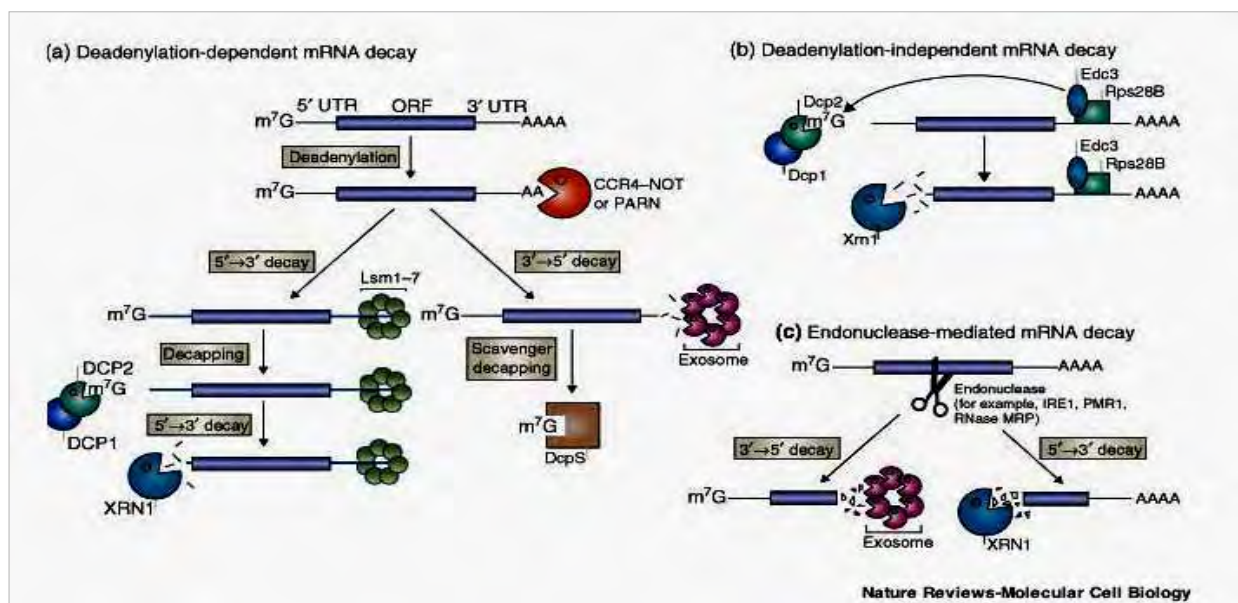 (a) Deadenylation-dependent mRNA decay
5′ UTR ORF 3′ UTR
m⁷G AAAA
Deadenylation
m⁷G AA
CCR4–NOT
or PARN
5′→3′ decay
3′→5′ decay
Lsm1–7
m⁷G
m⁷G
Exosome
Decapping
Scavenger
decapping
DCP2
m⁷G
DCP1
m⁷G
DcpS
5′→3′ decay
XRN1
(b) Deadenylation-independent mRNA decay
Edc3
Rps28B
Dcp2
m⁷G
AAAA
Dcp1
Edc3
Rps28B
AAAA
Xrn1
(c) Endonuclease-mediated mRNA decay
m⁷G AAAA
Endonuclease
(for example, IRE1, PMR1,
RNase MRP)
3′→5′ decay
5′→3′ decay
m⁷G
AAAA
Exosome
XRN1
Nature Reviews-Molecular Cell Biology